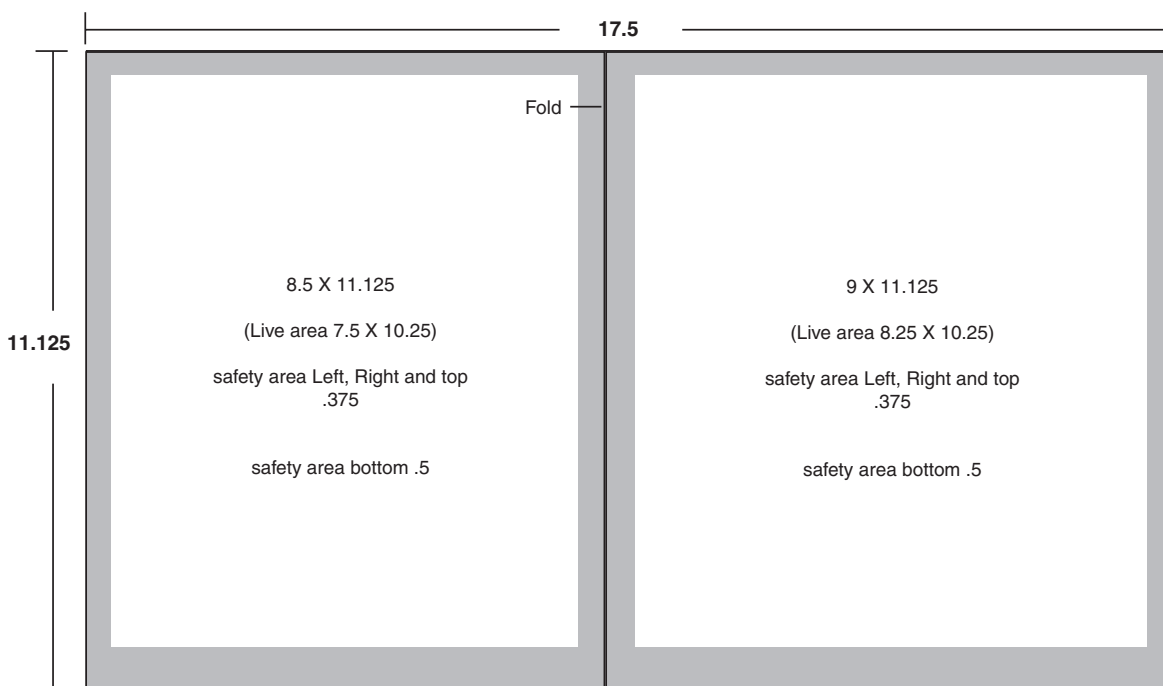 17.5
Fold
11.125
8.5 X 11.125
(Live area 7.5 X 10.25)
safety area Left, Right and top
.375
safety area bottom .5
9 X 11.125
(Live area 8.25 X 10.25)
safety area Left, Right and top
.375
safety area bottom .5